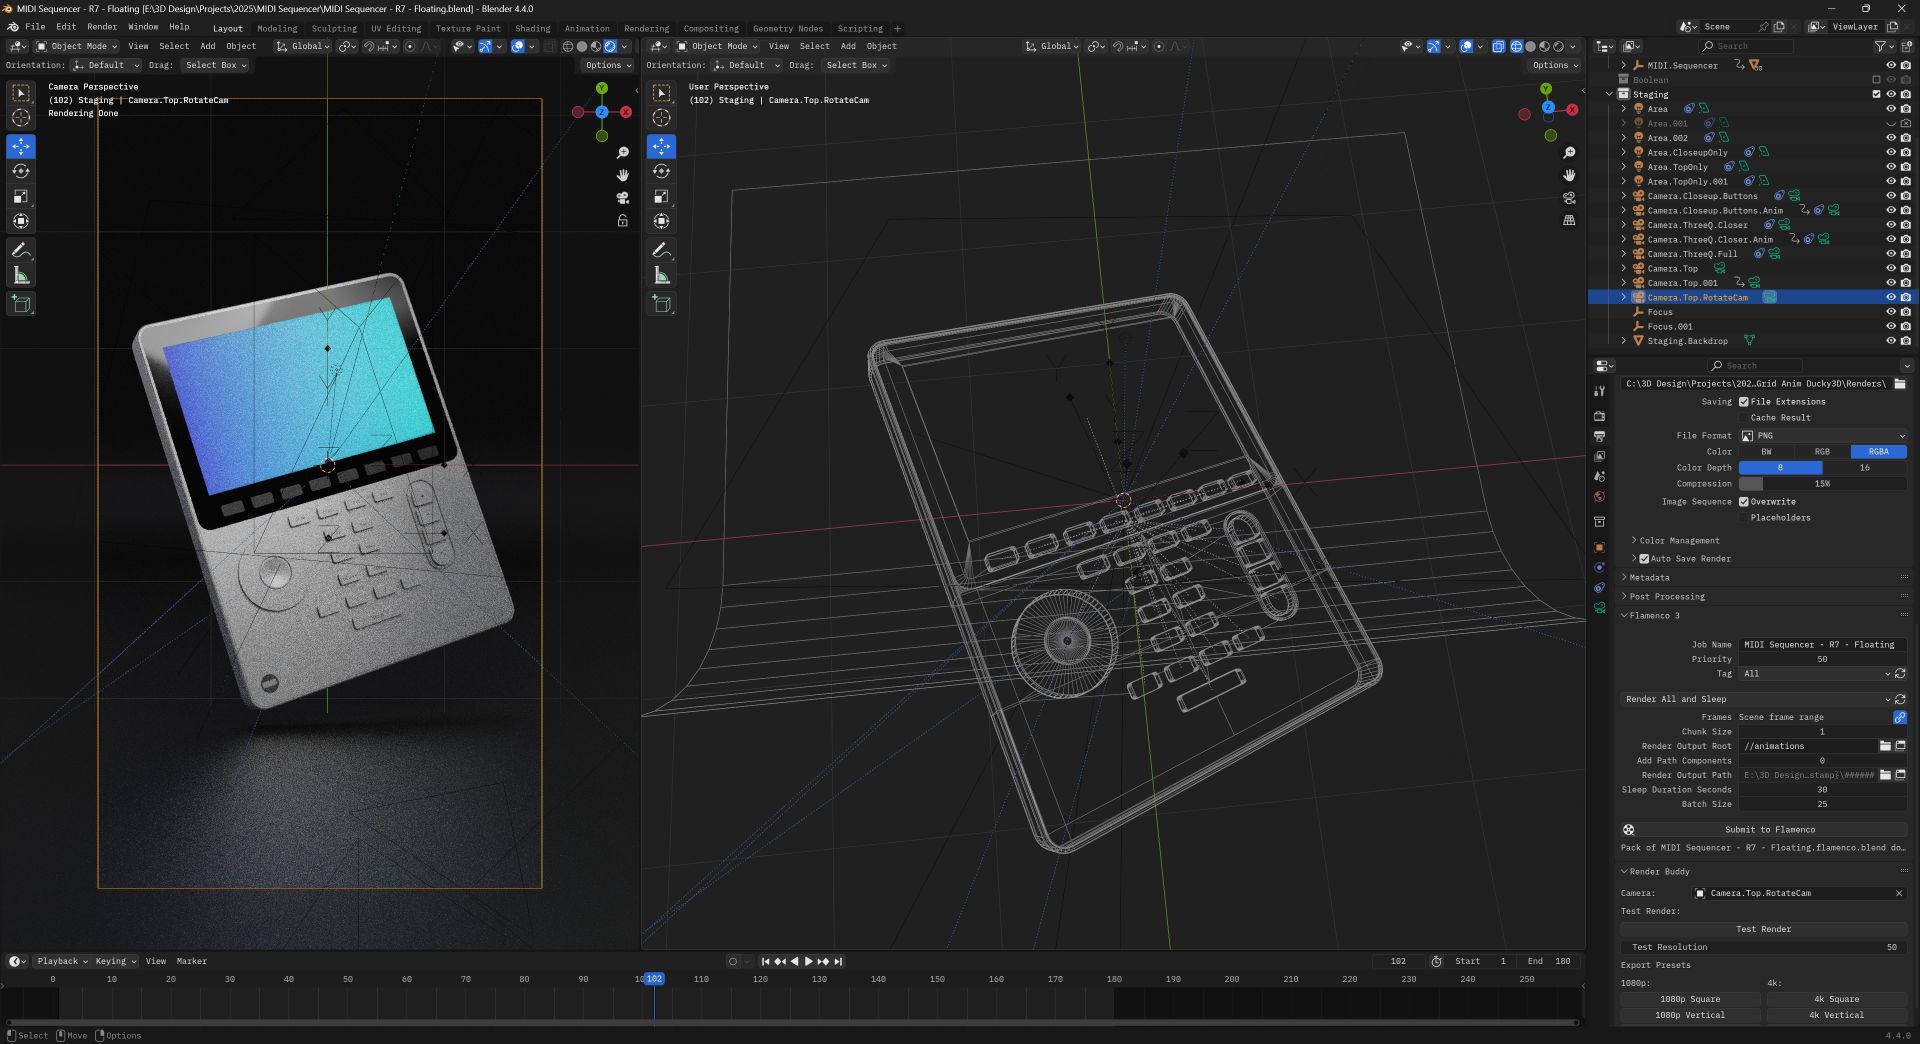 MIDI Sequencer - R7 - Floating [E:\3D Design\Projects\2025\MIDI Sequencer\MIDI Sequencer - R7 - Floating.blend] - Blender 4.4.0
File Edit Render Window Help Layout Modeling Sculpting UV Editing Texture Paint Shading Animation Rendering Compositing Geometry Nodes Scripting + Scene ViewLayer
Object Mode View Select Add Object Global
Object Mode View Select Add Object Global
Search
Orientation: Default Drag: Select Box Options
Orientation: Default Drag: Select Box Options
Camera Perspective
(102) Staging | Camera.Top.RotateCam
Rendering Done
User Perspective
(102) Staging | Camera.Top.RotateCam
Y
X
Z
Y
X
Z
MIDI.Sequencer
Boolean
Staging
Area
Area.001
Area.002
Area.CloseupOnly
Area.TopOnly
Area.TopOnly.001
Camera.Closeup.Buttons
Camera.Closeup.Buttons.Anim
Camera.ThreeQ.Closer
Camera.ThreeQ.Closer.Anim
Camera.ThreeQ.Full
Camera.Top
Camera.Top.001
Camera.Top.RotateCam
Focus
Focus.001
Staging.Backdrop
Search
C:\3D Design\Projects\202…Grid Anim Ducky3D\Renders\
Saving File Extensions
Cache Result
File Format PNG
Color BW RGB RGBA
Color Depth 8 16
Compression 15%
Image Sequence Overwrite
Placeholders
Color Management
Auto Save Render
Metadata
Post Processing
Flamenco 3
Job Name MIDI Sequencer - R7 - Floating
Priority 50
Tag All
Render All and Sleep
Frames Scene frame range
Chunk Size 1
Render Output Root //animations
Add Path Components 0
Render Output Path E:\3D Design…stamp}\######
Sleep Duration Seconds 30
Batch Size 25
Submit to Flamenco
Pack of MIDI Sequencer - R7 - Floating.flamenco.blend do…
Render Buddy
Camera: Camera.Top.RotateCam
Test Render:
Test Render
Test Resolution 50
Export Presets
1080p: 4k:
1080p Square 4k Square
1080p Vertical 4k Vertical
Playback Keying View Marker 102 Start 1 End 180
0 10 20 30 40 50 60 70 80 90 102 110 120 130 140 150 160 170 180 190 200 210 220 230 240 250
Select Move Options 4.4.0